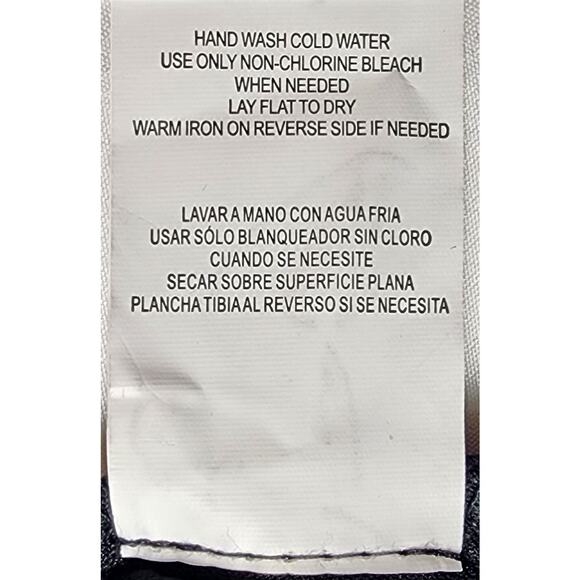 HAND WASH COLD WATER
USE ONLY NON-CHLORINE BLEACH
WHEN NEEDED
LAY FLAT TO DRY
WARM IRON ON REVERSE SIDE IF NEEDED
LAVAR A MANO CON AGUA FRIA
USAR SÓLO BLANQUEADOR SIN CLORO
CUANDO SE NECESITE
SECAR SOBRE SUPERFICIE PLANA
PLANCHA TIBIA AL REVERSO SI SE NECESITA